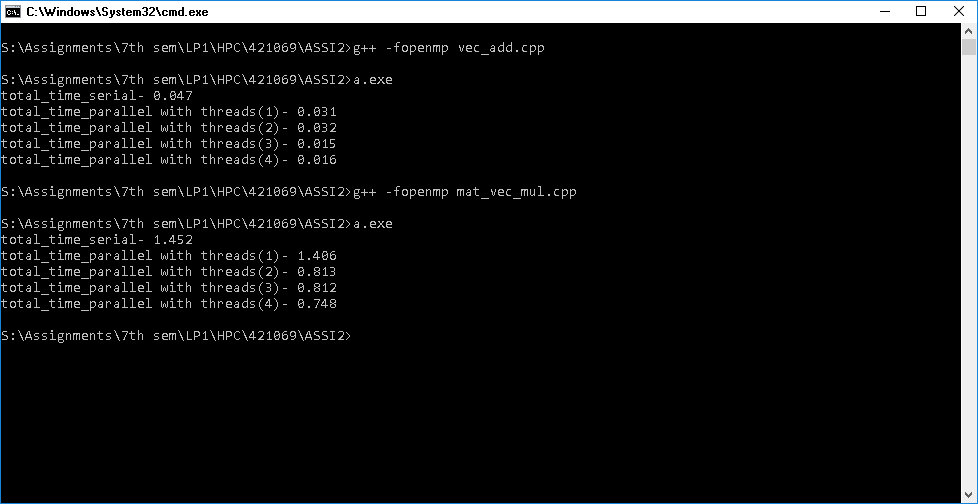 C:\Windows\System32\cmd.exe
S:\Assignments\7th sem\LP1\HPC\421069\ASSI2>g++ -fopenmp vec_add.cpp
S:\Assignments\7th sem\LP1\HPC\421069\ASSI2>a.exe
total_time_serial- 0.047
total_time_parallel with threads(1)- 0.031
total_time_parallel with threads(2)- 0.032
total_time_parallel with threads(3)- 0.015
total_time_parallel with threads(4)- 0.016
S:\Assignments\7th sem\LP1\HPC\421069\ASSI2>g++ -fopenmp mat_vec_mul.cpp
S:\Assignments\7th sem\LP1\HPC\421069\ASSI2>a.exe
total_time_serial- 1.452
total_time_parallel with threads(1)- 1.406
total_time_parallel with threads(2)- 0.813
total_time_parallel with threads(3)- 0.812
total_time_parallel with threads(4)- 0.748
S:\Assignments\7th sem\LP1\HPC\421069\ASSI2>